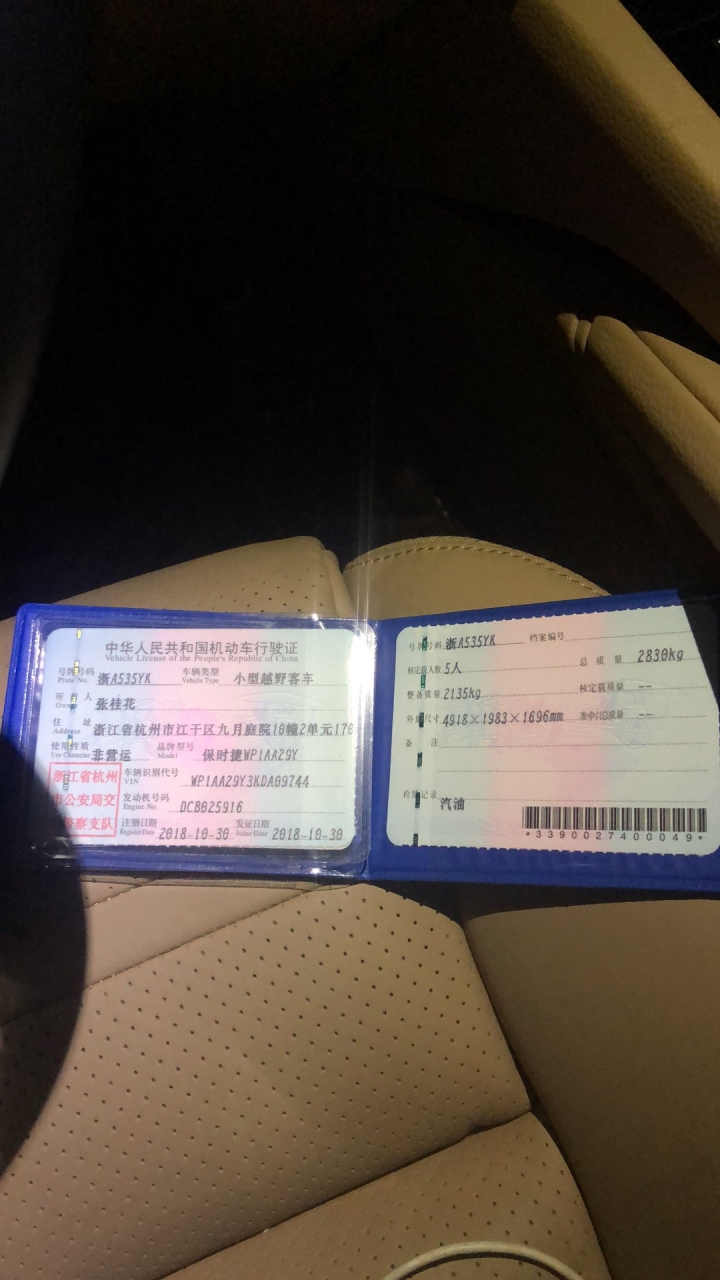 中华人民共和国机动车行驶证
Vehicle License of the People's Republic of China
号牌号码 Plate No. 浙A535YK 车辆类型 Vehicle Type 小型越野客车
所有人 Owner 张桂花
住址 Address 浙江省杭州市江干区九月庭院10幢2单元170
使用性质 Use Character 非营运 品牌型号 Model 保时捷WP1AA29Y
浙江省杭州市公安局交警察支队
车辆识别代号 VIN WP1AA29Y3KDA09744
发动机号码 Engine No. DCB025916
注册日期 Register Date 2018-10-30 发证日期 Issue Date 2018-10-30
号牌号码 浙A535YK 档案编号
核定载人数 5人 总质量 2830kg
整备质量 2135kg 核定载质量 --
外廓尺寸 4918×1983×1696mm 准牵引总质量 --
备注
检验记录
汽油
*3390027400049*